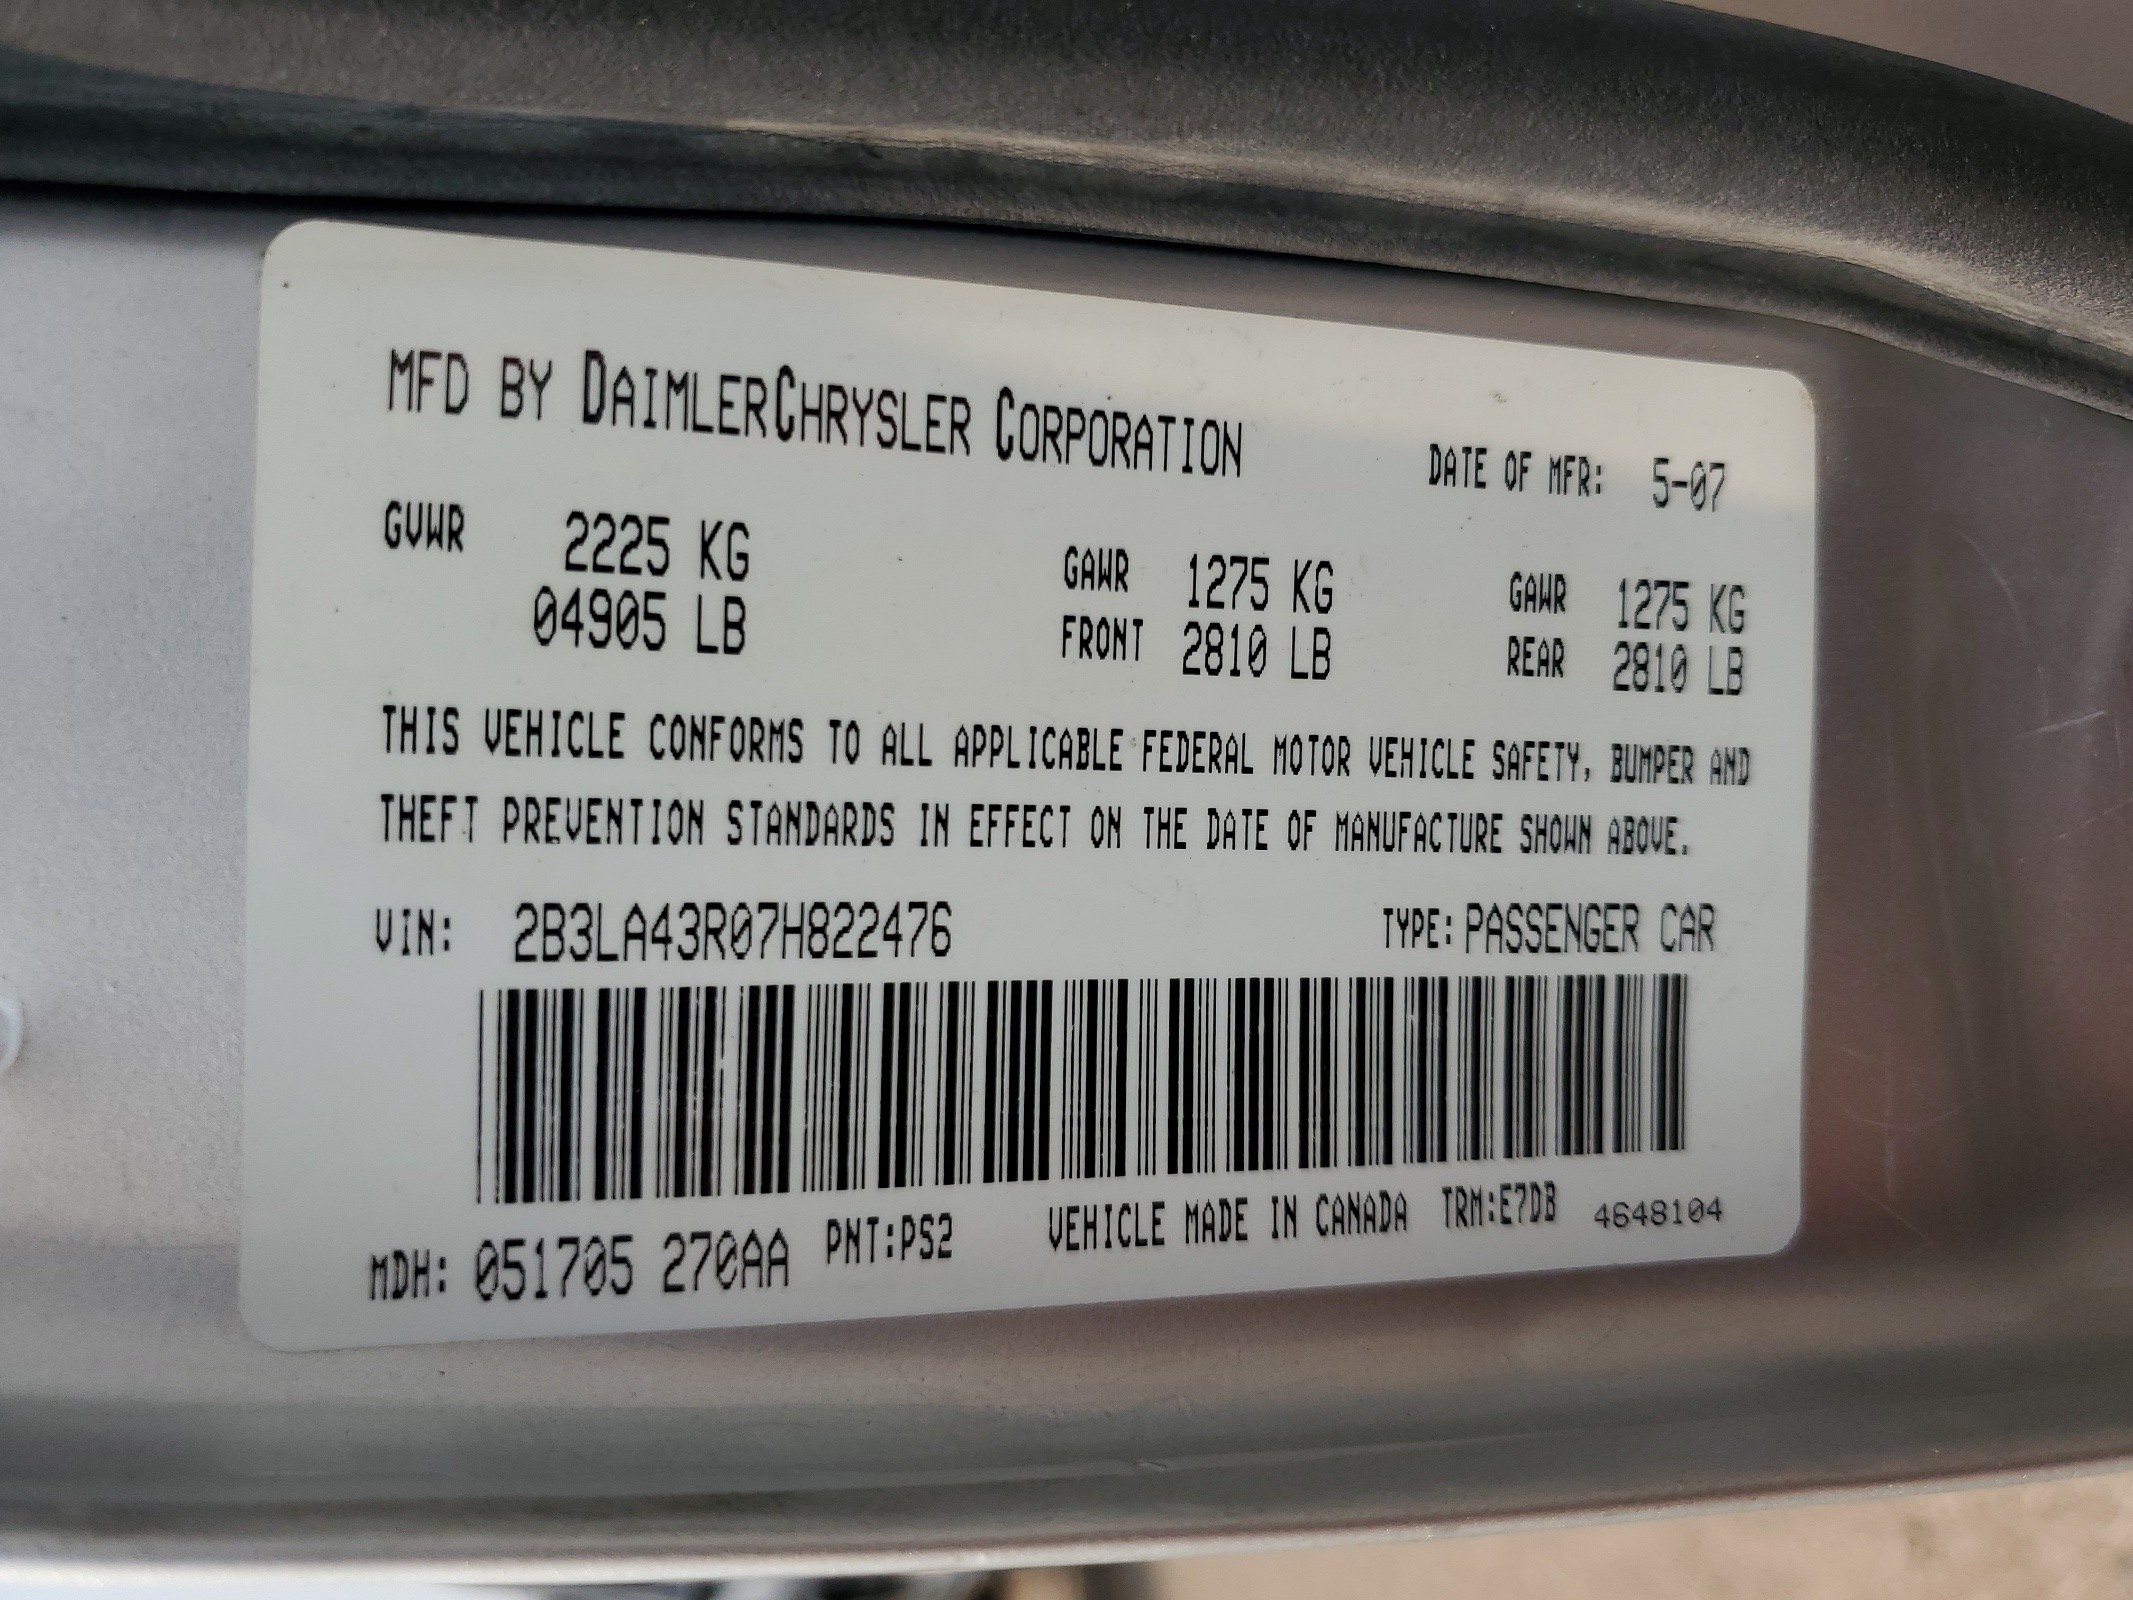 MFD BY DAIMLERCHRYSLER CORPORATION
DATE OF MFR: 5-07
GVWR 2225 KG
04905 LB
GAWR FRONT 1275 KG
2810 LB
GAWR REAR 1275 KG
2810 LB
THIS VEHICLE CONFORMS TO ALL APPLICABLE FEDERAL MOTOR VEHICLE SAFETY, BUMPER AND
THEFT PREVENTION STANDARDS IN EFFECT ON THE DATE OF MANUFACTURE SHOWN ABOVE.
VIN: 2B3LA43R07H822476 TYPE: PASSENGER CAR
MDH: 051705 270AA PNT:PS2 VEHICLE MADE IN CANADA TRM:E7DB 4648104